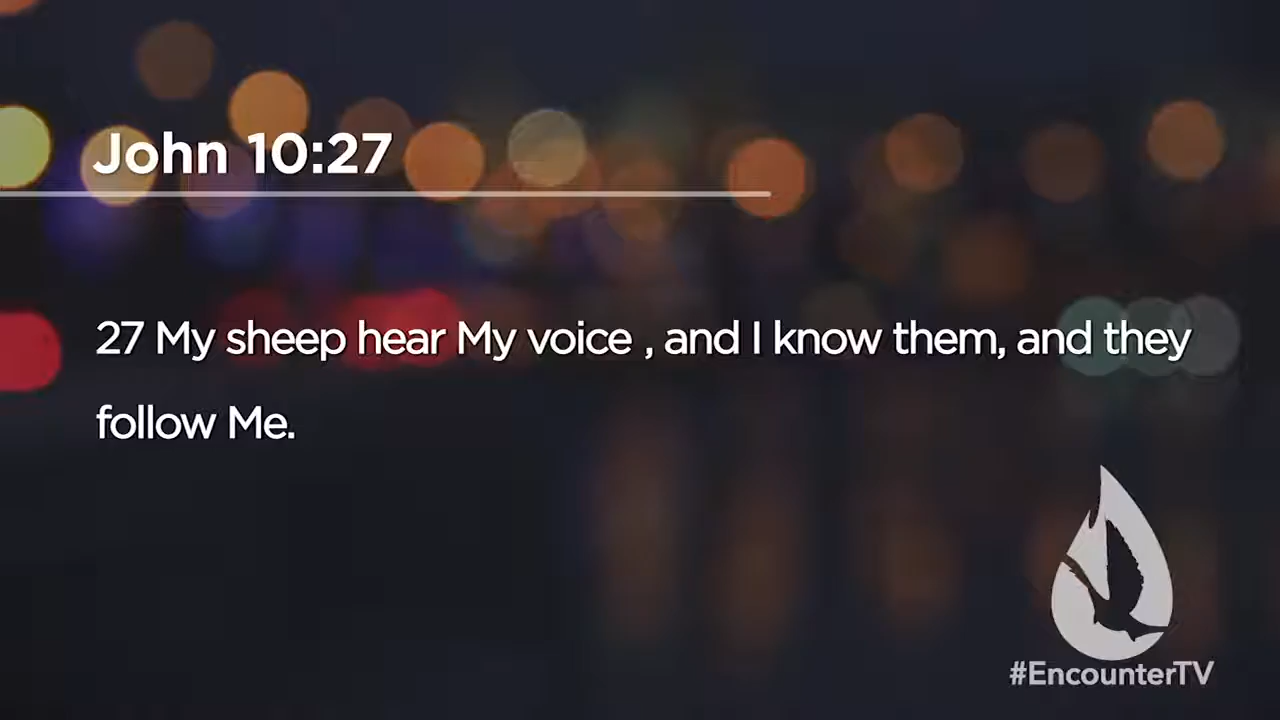 John 10:27
27 My sheep hear My voice , and I know them, and they
follow Me.
#EncounterTV